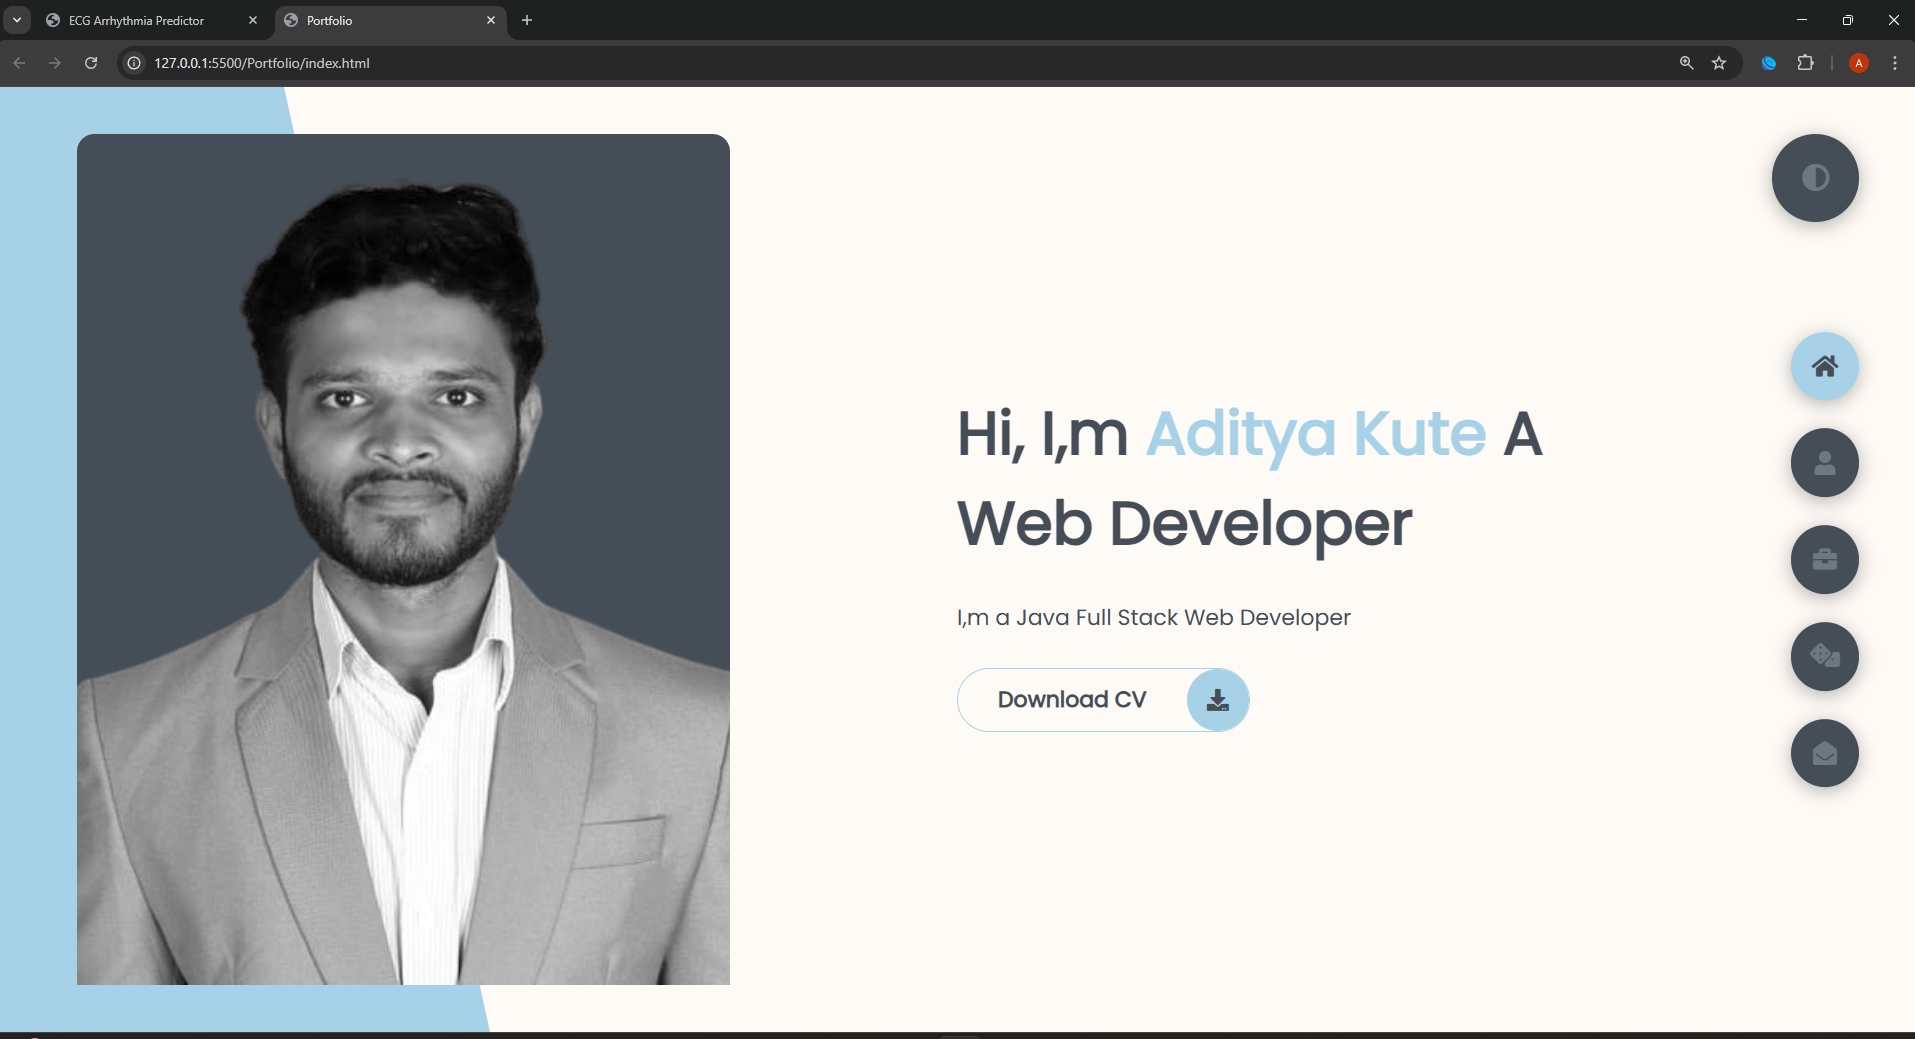 ECG Arrhythmia Predictor
Portfolio
127.0.0.1:5500/Portfolio/index.html
A
Hi, I,m Aditya Kute A
Web Developer
I,m a Java Full Stack Web Developer
Download CV